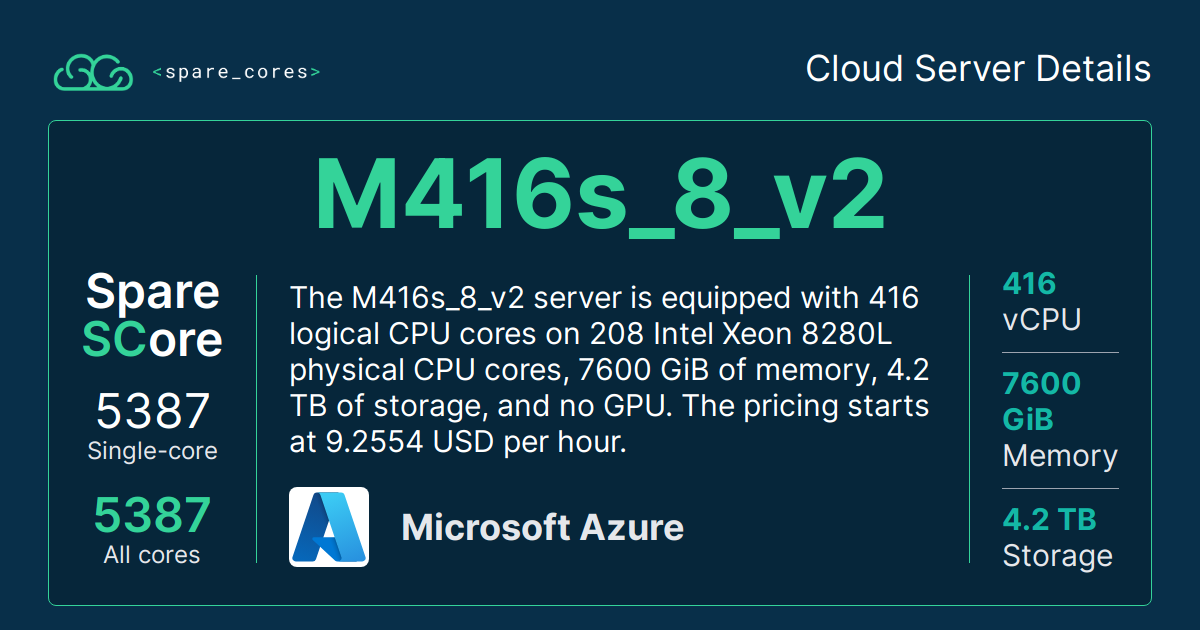 <spare_cores>
Cloud Server Details
M416s_8_v2
Spare
SCore
5387
Single-core
5387
All cores
The M416s_8_v2 server is equipped with 416
logical CPU cores on 208 Intel Xeon 8280L
physical CPU cores, 7600 GiB of memory, 4.2
TB of storage, and no GPU. The pricing starts
at 9.2554 USD per hour.
Microsoft Azure
416
vCPU
7600
GiB
Memory
4.2 TB
Storage